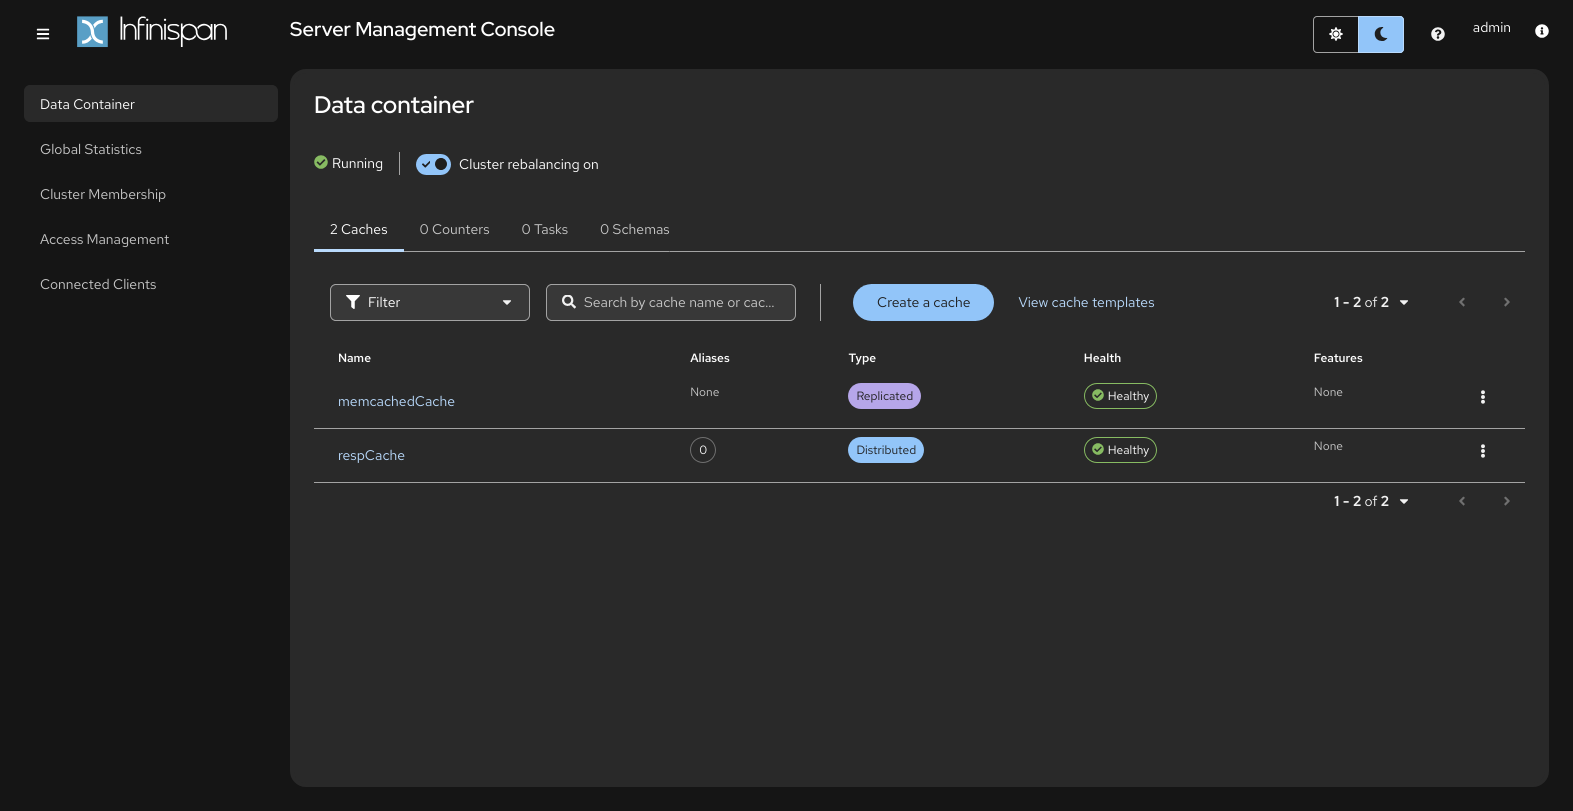 Infinispan
Server Management Console
admin
Data Container
Global Statistics
Cluster Membership
Access Management
Connected Clients
Data container
Running
Cluster rebalancing on
2 Caches
0 Counters
0 Tasks
0 Schemas
Filter
Search by cache name or cac...
Create a cache
View cache templates
1 - 2 of 2
Name Aliases Type Health Features
memcachedCache None Replicated Healthy None
respCache 0 Distributed Healthy None
1 - 2 of 2